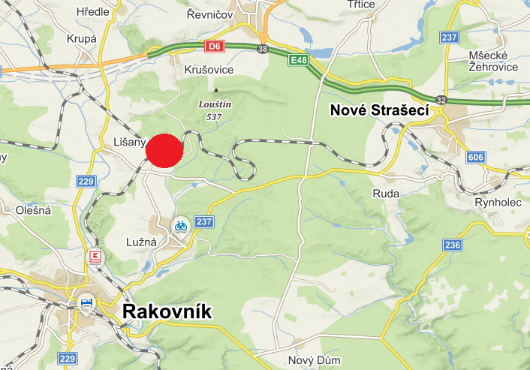 Hředle
Řevničov
Třtice
Krupá
D6
38
237
Mšecké
Žehrovice
Krušovice
E48
Louštín
537
32
Nové Strašecí
Lišany
606
229
Ruda
Rynholec
Olešná
237
Lužná
236
Rakovník
229
Nový Dům